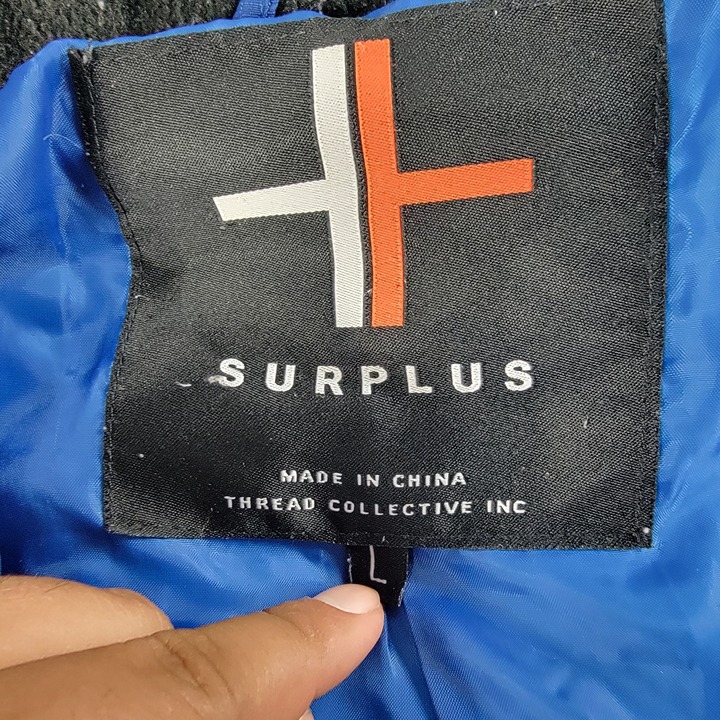 SURPLUS
MADE IN CHINA
THREAD COLLECTIVE INC
L